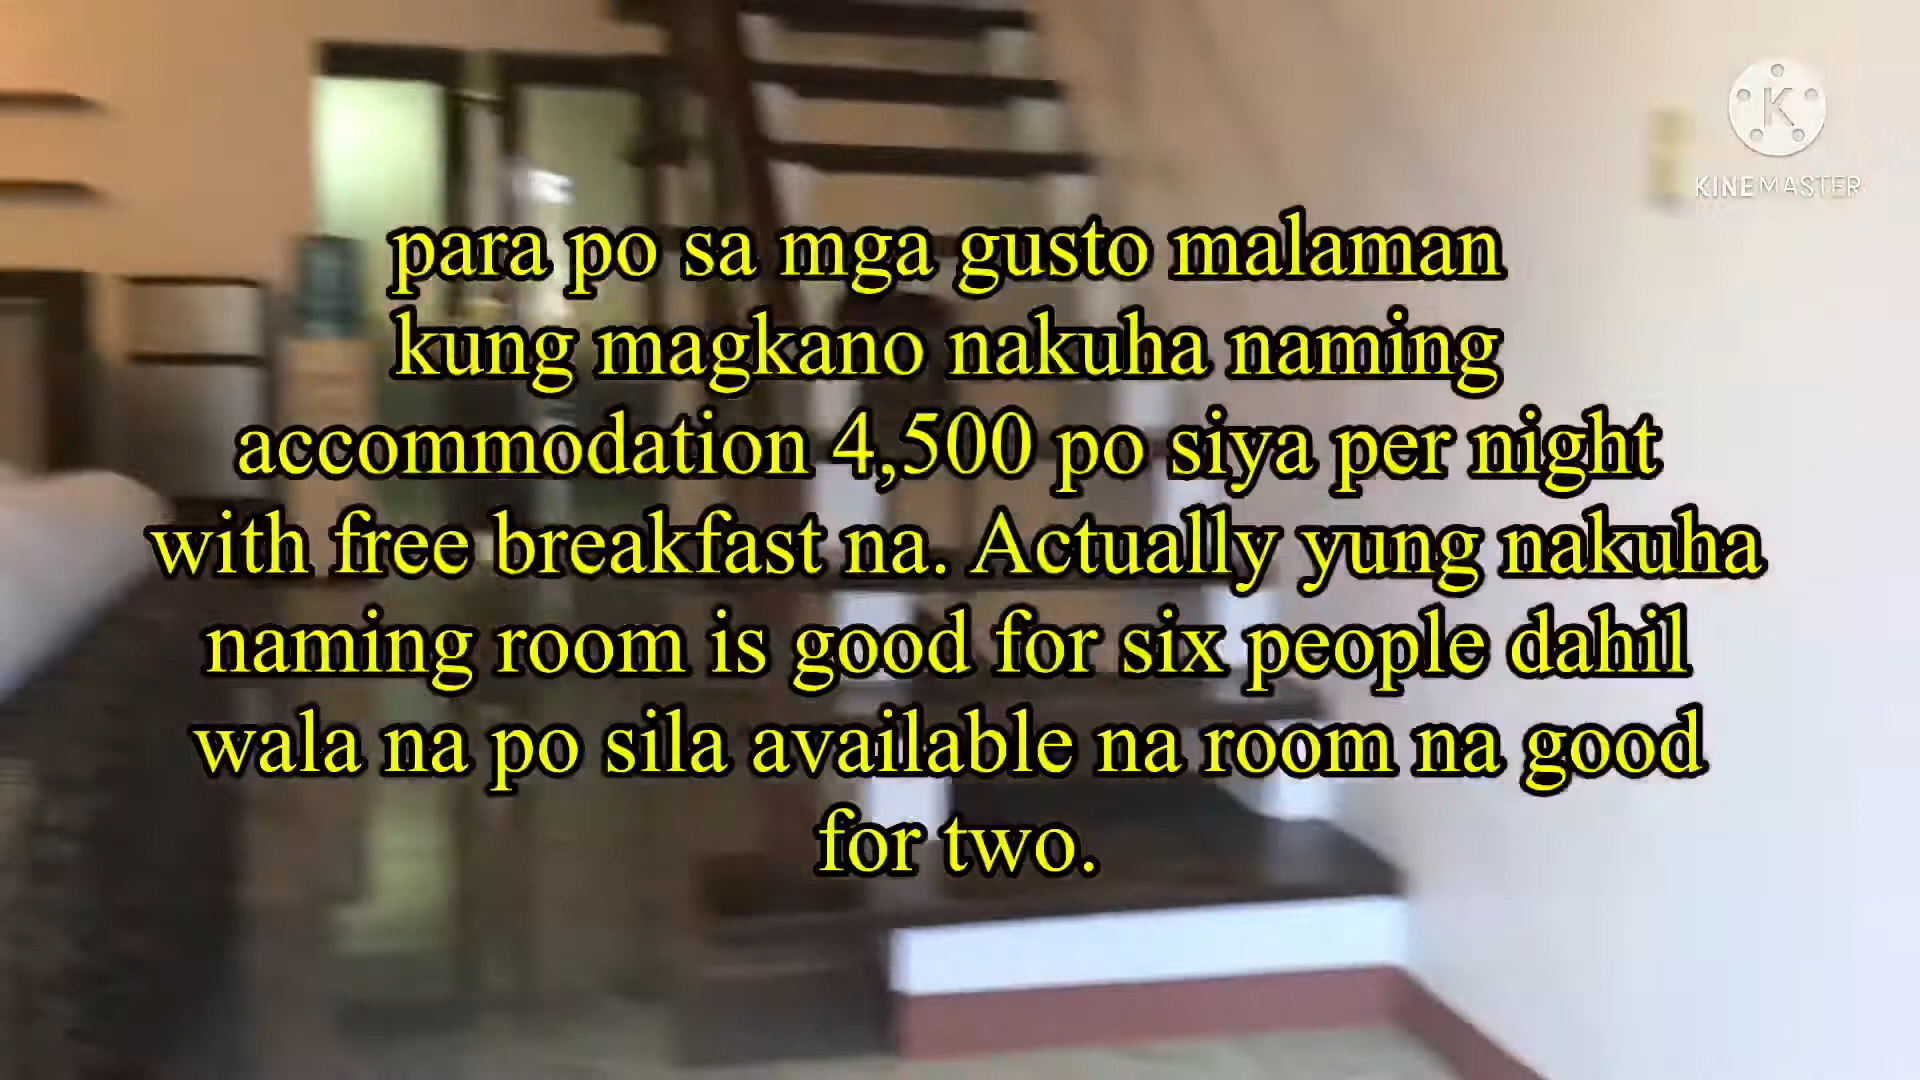 KINEMASTER
para po sa mga gusto malaman
kung magkano nakuha naming
accommodation 4,500 po siya per night
with free breakfast na. Actually yung nakuha
naming room is good for six people dahil
wala na po sila available na room na good
for two.